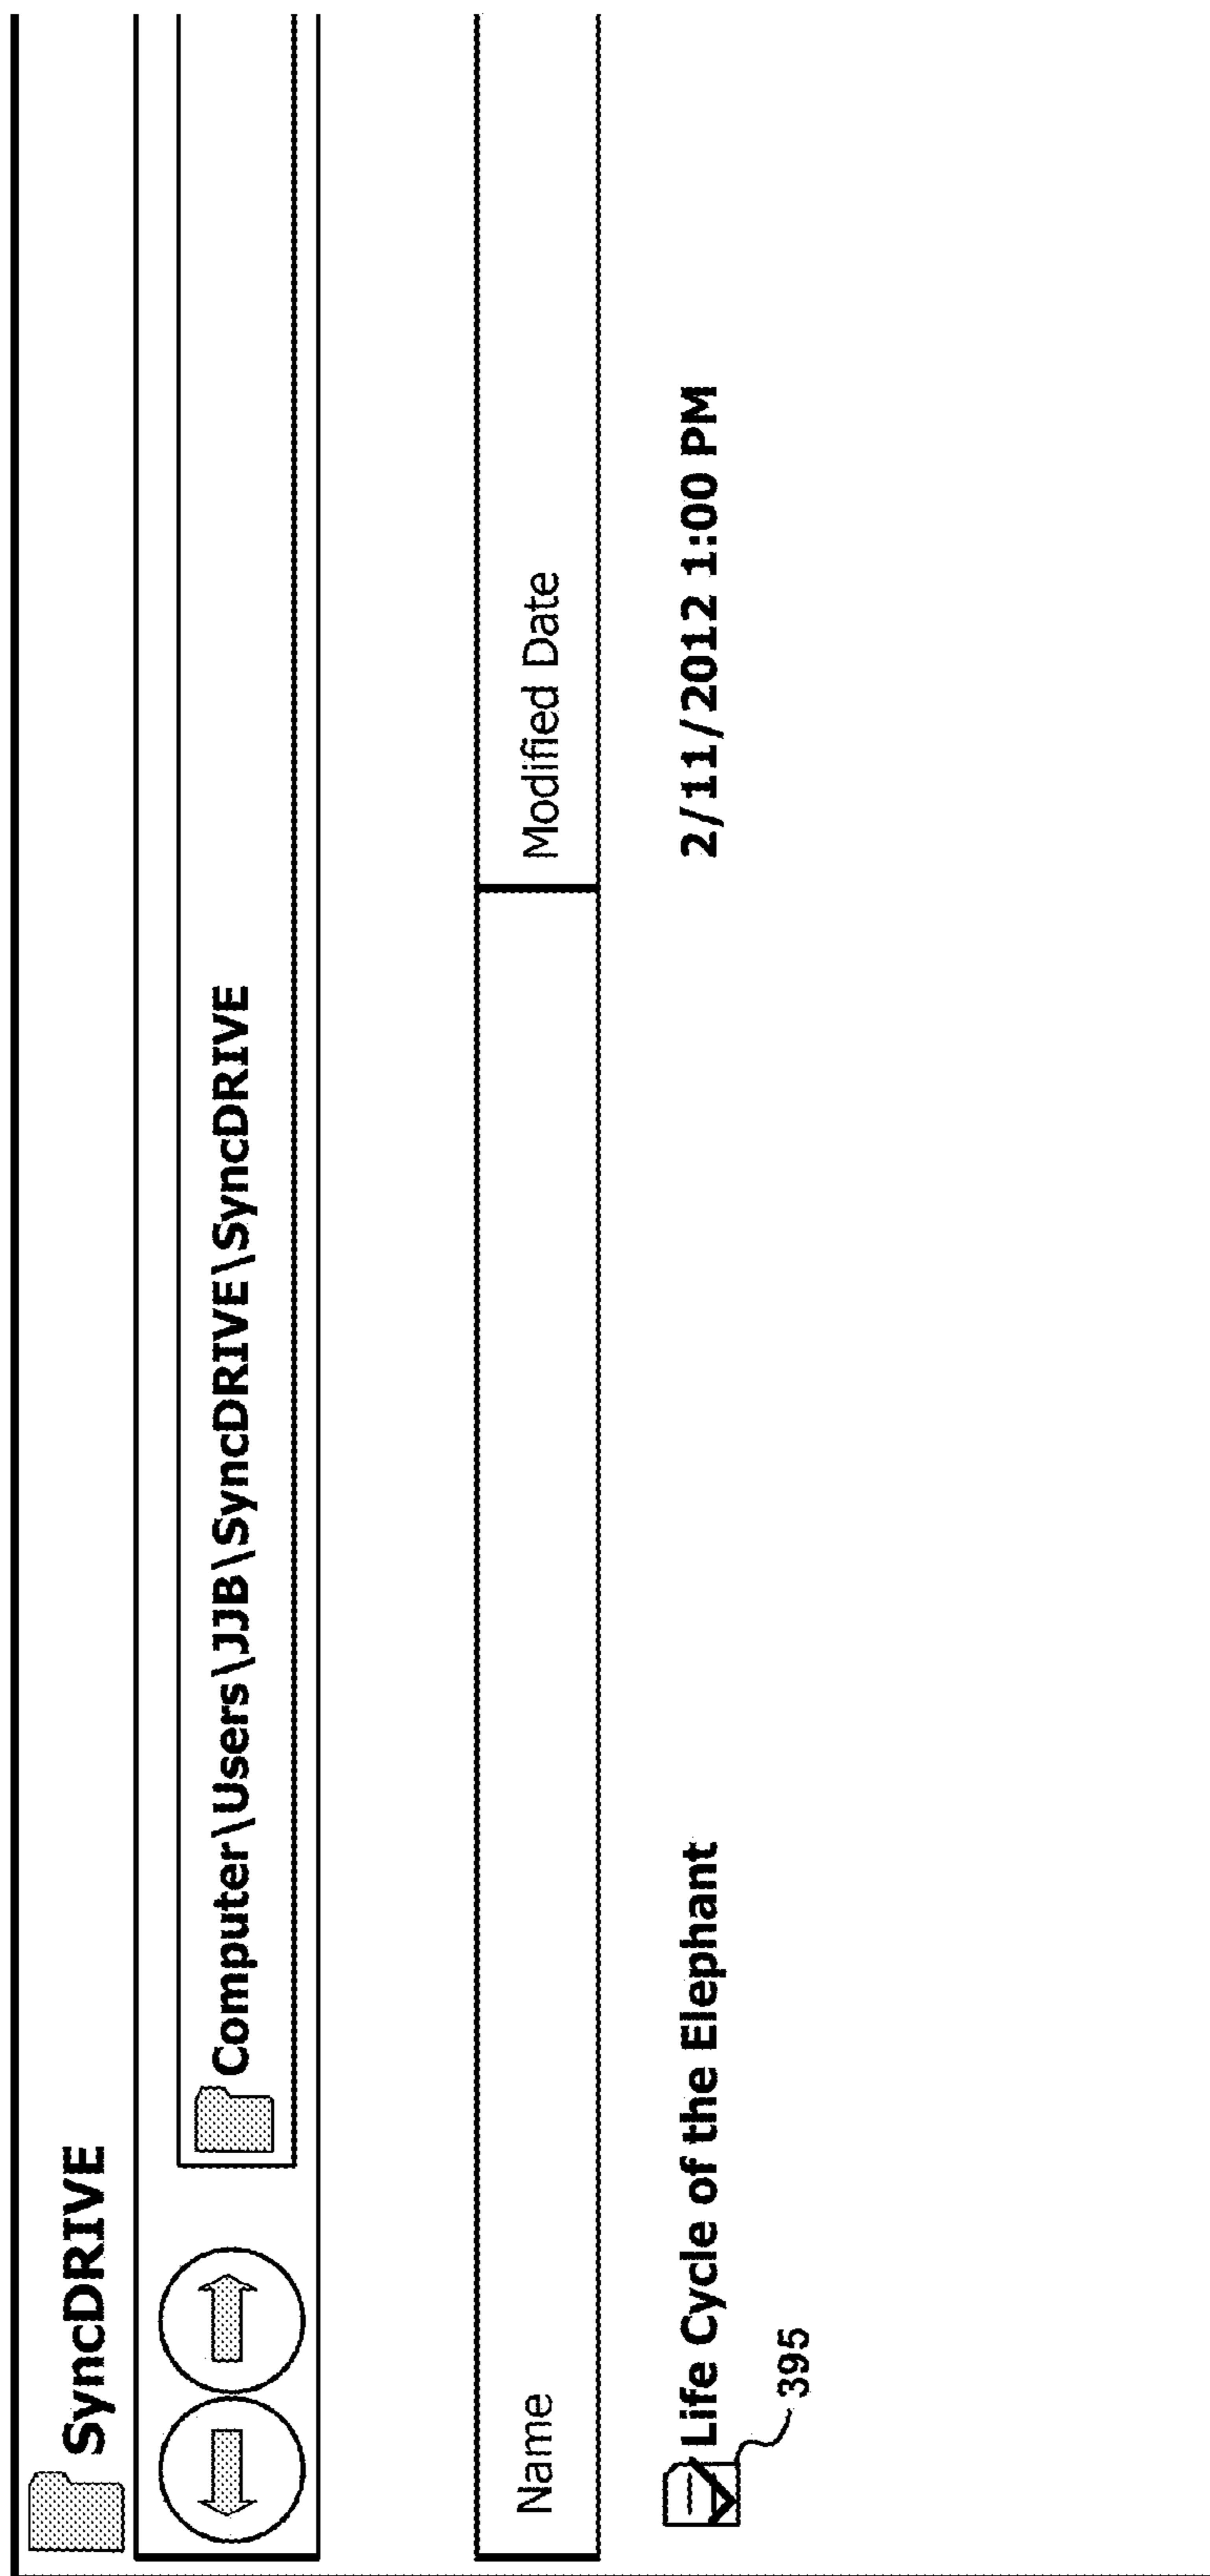 SyncDRIVE
Computer\Users\JJB\SyncDRIVE\SyncDRIVE
Name Modified Date
Life Cycle of the Elephant 2/11/2012 1:00 PM
395